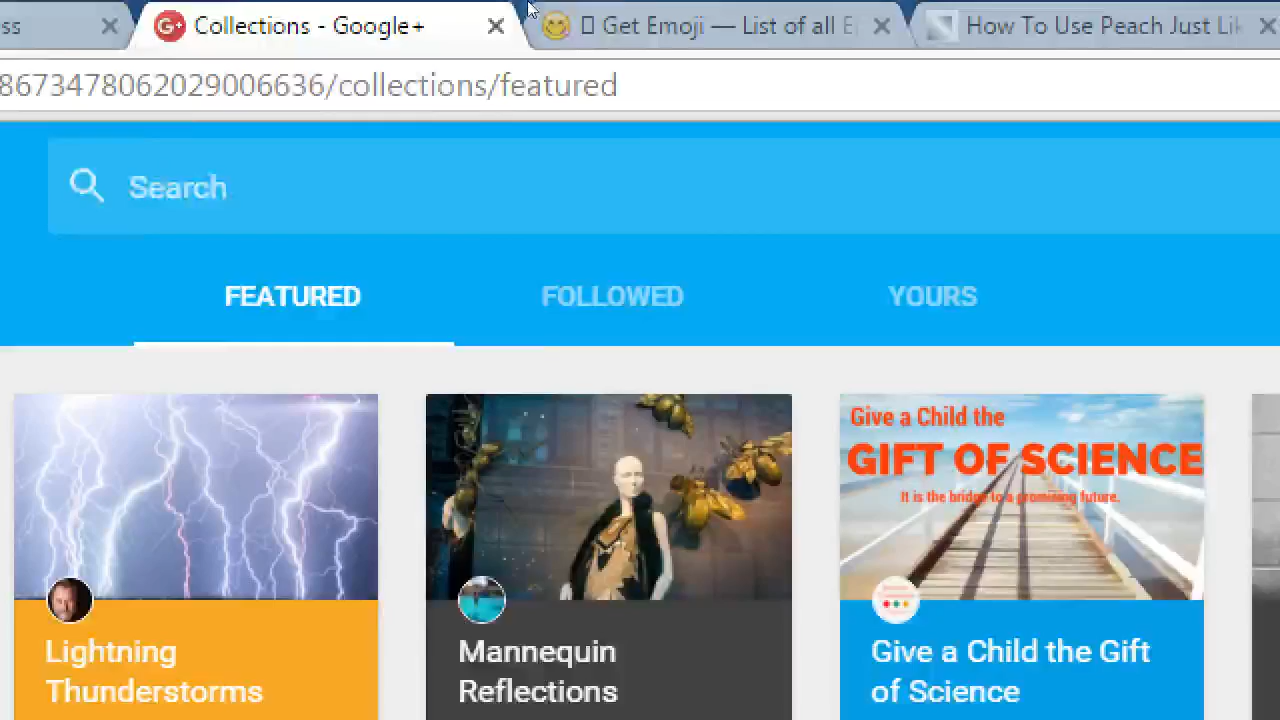 ss
Collections - Google+
Get Emoji — List of all E
How To Use Peach Just Lik
8673478062029006636/collections/featured
Search
FEATURED
FOLLOWED
YOURS
Give a Child the
GIFT OF SCIENCE
It is the bridge to a promising future.
Lightning
Thunderstorms
Mannequin
Reflections
Give a Child the Gift
of Science